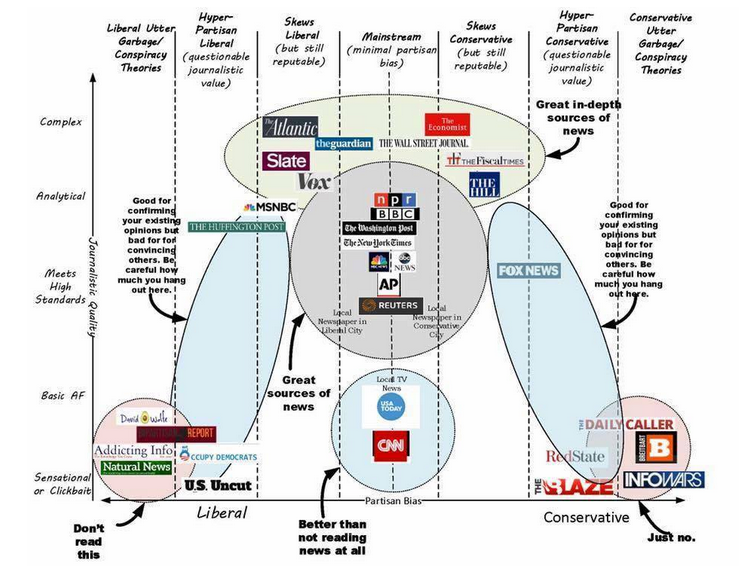 Liberal Utter
Garbage/
Conspiracy
Theories
Hyper-
Partisan
Liberal
(questionable
journalistic
value)
Skews
Liberal
(but still
reputable)
Mainstream
(minimal partisan
bias)
Skews
Conservative
(but still
reputable)
Hyper-
Partisan
Conservative
(questionable
journalistic
value)
Conservative
Utter
Garbage/
Conspiracy
Theories
Complex
Analytical
Meets
High
Standards
Basic AF
Sensational
or Clickbait
Journalistic Quality
The Atlantic
theguardian
THE WALL STREET JOURNAL
The
Economist
Slate
Vox
TFT THE FISCALTIMES
THE
HILL
Great in-depth
sources of
news
MSNBC
THE HUFFINGTON POST
Good for
confirming
your existing
opinions but
bad for for
convincing
others. Be
careful how
much you hang
out here.
npr
BBC
The Washington Post
The New York Times
NBC NEWS
abc
NEWS
AP
REUTERS
Local
Newspaper in
Liberal City
Local
Newspaper in
Conservative
City
FOX NEWS
Good for
confirming
your existing
opinions but
bad for for
convincing
others. Be
careful how
much you hang
out here.
Great
sources of
news
Local TV
News
USA
TODAY
CNN
David Wolfe
REPORT
Addicting Info
Natural News
OCCUPY DEMOCRATS
U.S. Uncut
THE DAILY CALLER
BREITBART
B
RedState
THE BLAZE
INFOWARS
Partisan Bias
Liberal
Conservative
Don't
read
this
Better than
not reading
news at all
Just no.